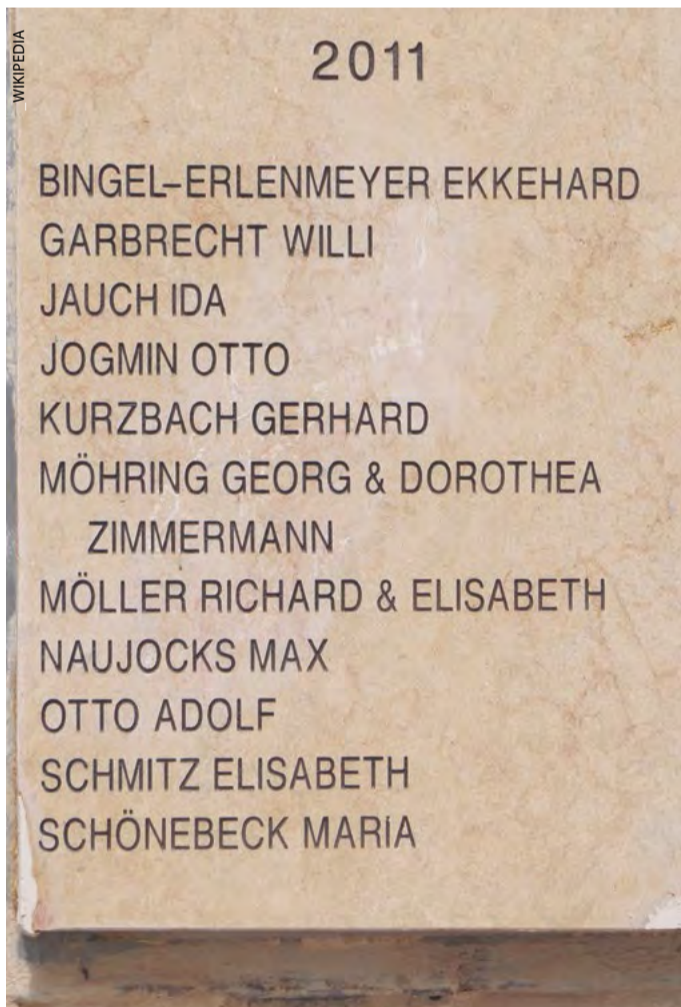 WIKIPEDIA
2011
BINGEL-ERLENMEYER EKKEHARD
GARBRECHT WILLI
JAUCH IDA
JOGMIN OTTO
KURZBACH GERHARD
MÖHRING GEORG & DOROTHEA
ZIMMERMANN
MÖLLER RICHARD & ELISABETH
NAUJOCKS MAX
OTTO ADOLF
SCHMITZ ELISABETH
SCHÖNEBECK MARIA